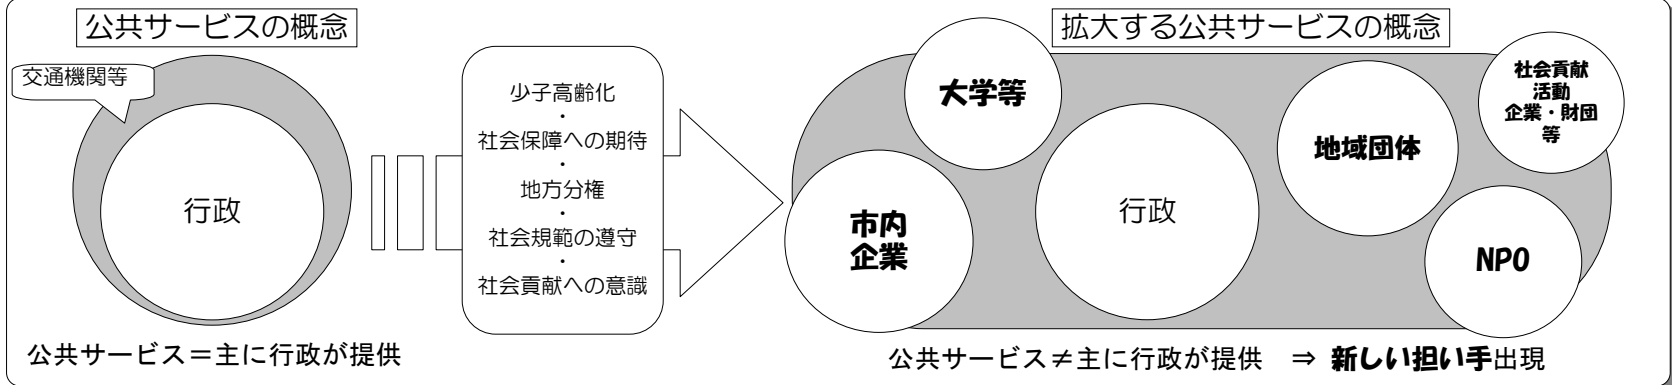 公共サービスの概念
交通機関等
行政
公共サービス＝主に行政が提供
少子高齢化
・
社会保障への期待
・
地方分権
・
社会規範の遵守
・
社会貢献への意識
拡大する公共サービスの概念
大学等
市内
企業
行政
地域団体
社会貢献
活動
企業・財団
等
NPO
公共サービス≠主に行政が提供　⇒ 新しい担い手出現